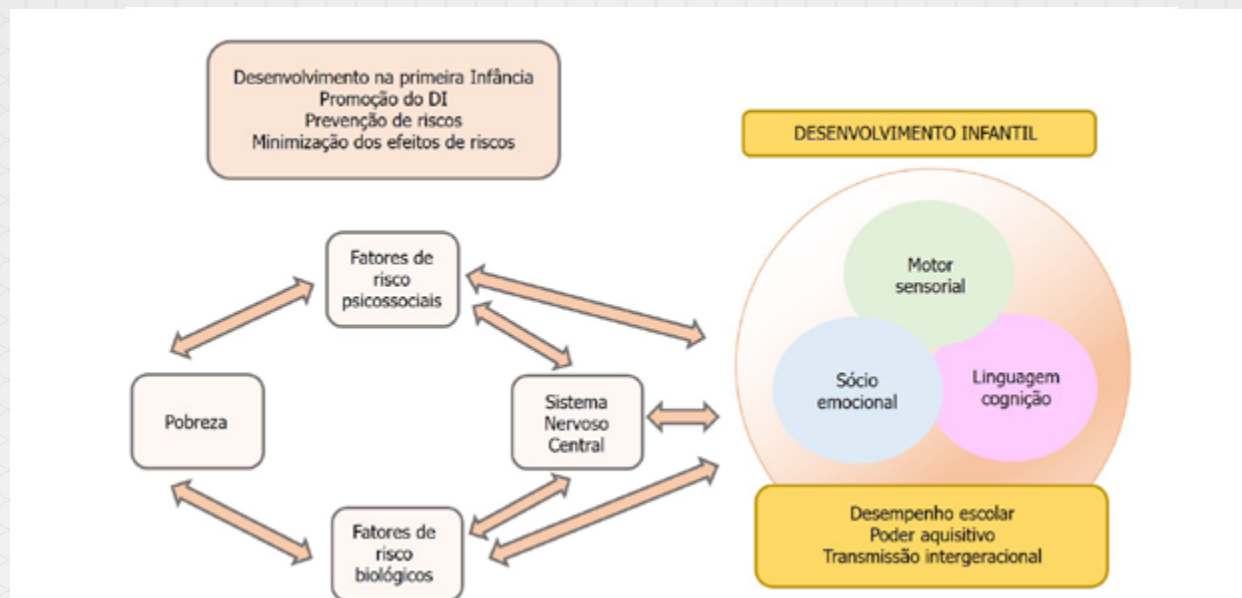 Desenvolvimento na primeira Infância
Promoção do DI
Prevenção de riscos
Minimização dos efeitos de riscos
DESENVOLVIMENTO INFANTIL
Fatores de
risco
psicossociais
Motor
sensorial
Pobreza
Sistema
Nervoso
Central
Sócio
emocional
Linguagem
cognição
Fatores de
risco
biológicos
Desempenho escolar
Poder aquisitivo
Transmissão intergeracional